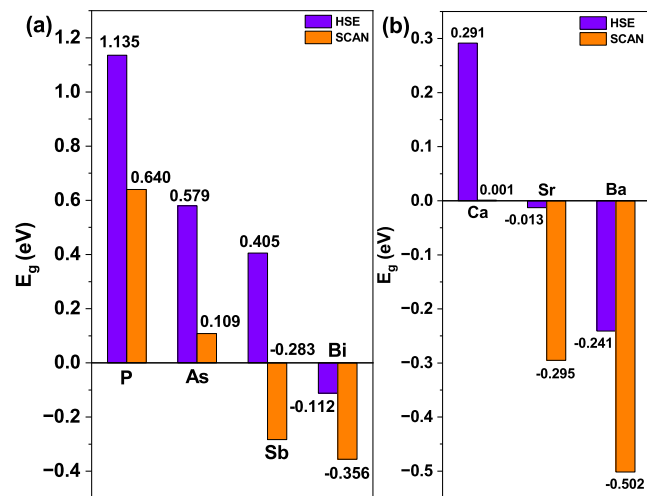 (a)
HSE
SCAN
1.135
0.640
0.579
0.109
0.405
-0.283
-0.112
-0.356
P
As
Sb
Bi
1.2
1.0
0.8
0.6
0.4
0.2
0.0
−0.2
−0.4
E_g (eV)
(b)
HSE
SCAN
0.291
0.001
-0.013
-0.295
-0.241
-0.502
Ca
Sr
Ba
0.3
0.2
0.1
0.0
−0.1
−0.2
−0.3
−0.4
−0.5
E_g (eV)